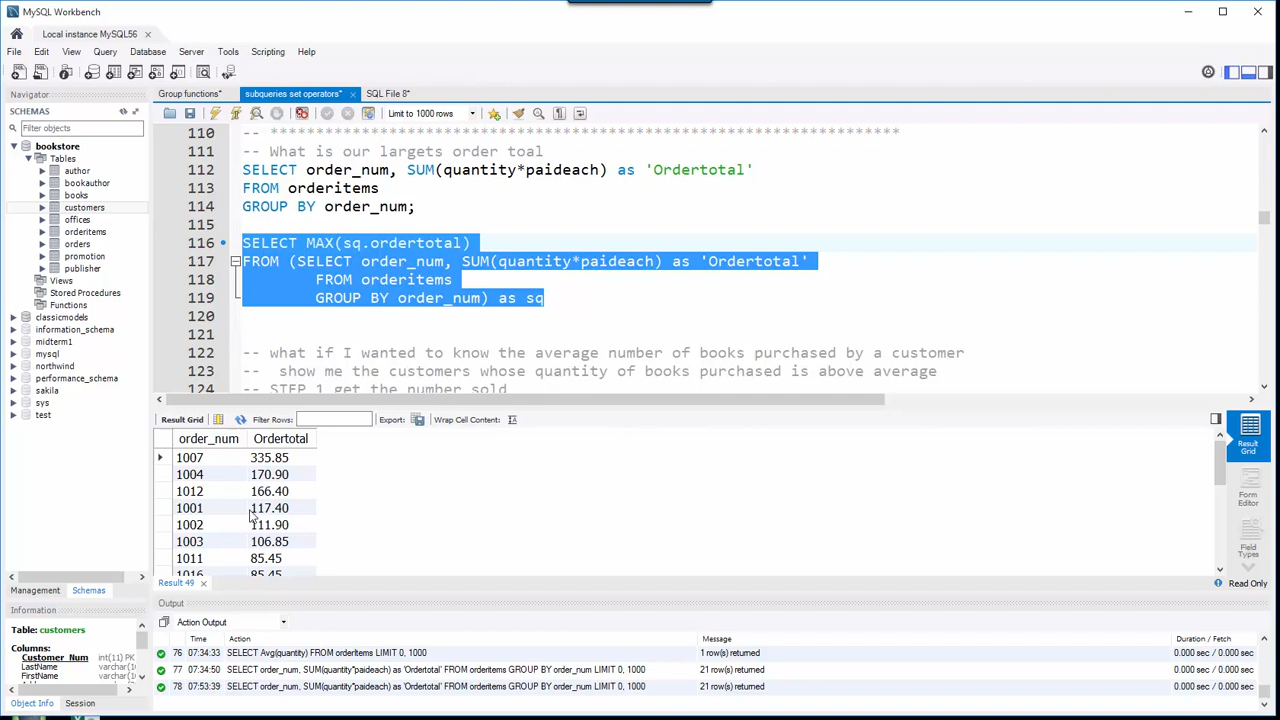 MySQL Workbench
Local instance MySQL56
File Edit View Query Database Server Tools Scripting Help
Navigator
SCHEMAS
Filter objects
bookstore
Tables
author
bookauthor
books
customers
offices
orderitems
orders
promotion
publisher
Views
Stored Procedures
Functions
classicmodels
information_schema
midterm1
mysql
northwind
performance_schema
sakila
sys
test
Management Schemas
Information
Table: customers
Columns:
Customer_Num int(11) PK
LastName
FirstName
Object Info Session
Group functions* subqueries set operators* SQL File 8*
Limit to 1000 rows
110 -- *********************************************************************
111 -- What is our largets order toal
112 SELECT order_num, SUM(quantity*paideach) as 'Ordertotal'
113 FROM orderitems
114 GROUP BY order_num;
115
116 SELECT MAX(sq.ordertotal)
117 FROM (SELECT order_num, SUM(quantity*paideach) as 'Ordertotal'
118 FROM orderitems
119 GROUP BY order_num) as sq
120
121
122 -- what if I wanted to know the average number of books purchased by a customer
123 -- show me the customers whose quantity of books purchased is above average
124 -- STEP 1 get the number sold
Result Grid Filter Rows: Export: Wrap Cell Content:
order_num Ordertotal
1007 335.85
1004 170.90
1012 166.40
1001 117.40
1002 111.90
1003 106.85
1011 85.45
1016 85.45
Result Grid
Form Editor
Field Types
Result 49
Read Only
Output
Action Output
Time Action Message Duration / Fetch
76 07:34:33 SELECT Avg(quantity) FROM orderItems LIMIT 0, 1000 1 row(s) returned 0.000 sec / 0.000 sec
77 07:34:50 SELECT order_num, SUM(quantity*paideach) as 'Ordertotal' FROM orderitems GROUP BY order_num LIMIT 0, 1000 21 row(s) returned 0.000 sec / 0.000 sec
78 07:53:39 SELECT order_num, SUM(quantity*paideach) as 'Ordertotal' FROM orderitems GROUP BY order_num LIMIT 0, 1000 21 row(s) returned 0.000 sec / 0.000 sec